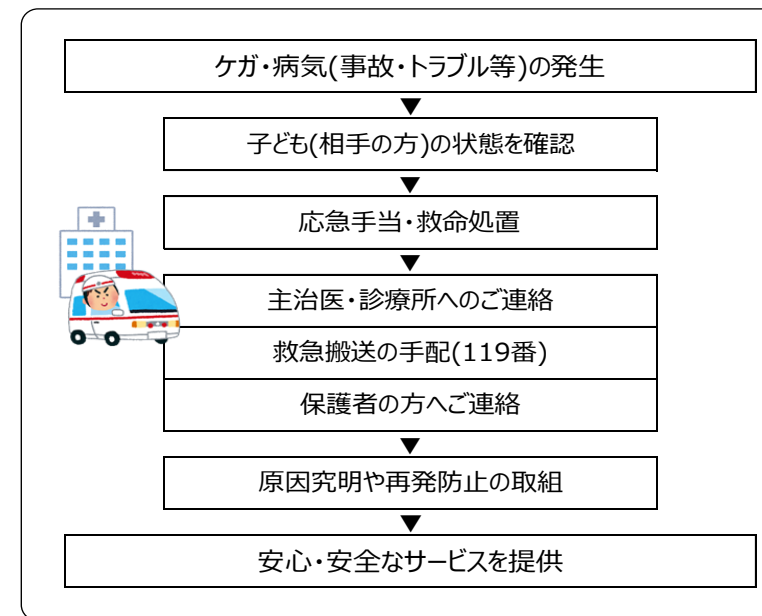 ケガ・病気(事故・トラブル等)の発生
▼
子ども(相手の方)の状態を確認
▼
応急手当・救命処置
▼
主治医・診療所へのご連絡
救急搬送の手配(119番)
保護者の方へご連絡
▼
原因究明や再発防止の取組
▼
安心・安全なサービスを提供